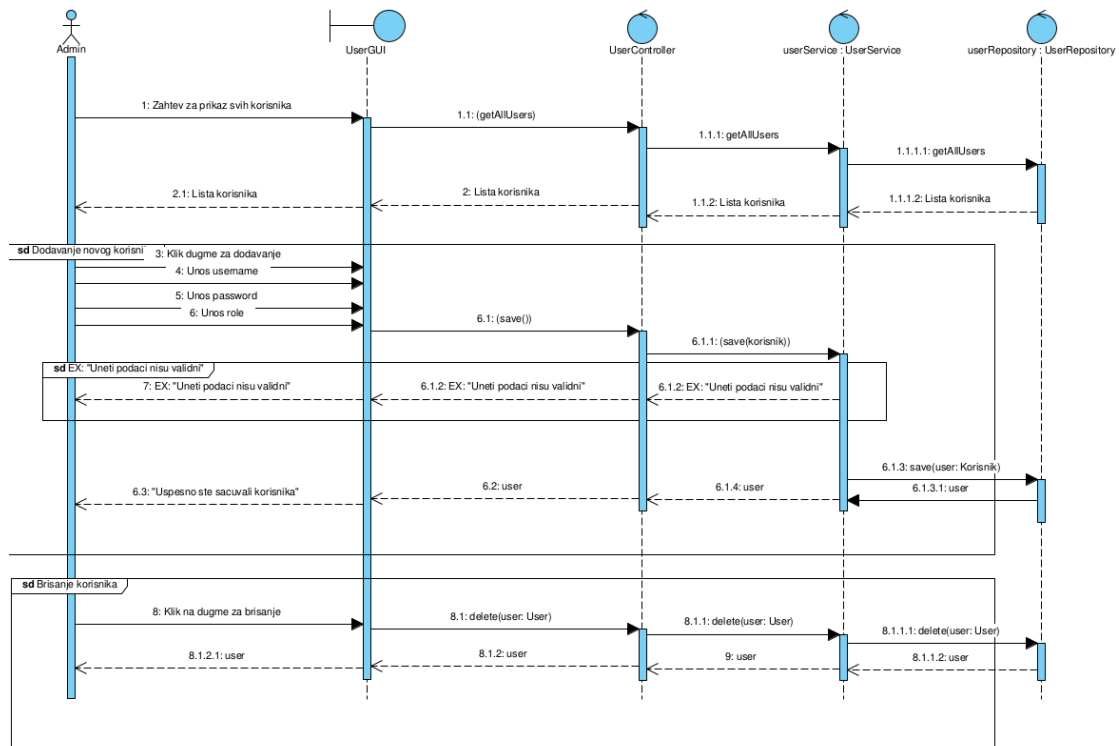 Admin
UserGUI
UserController
userService : UserService
userRepository : UserRepository
1: Zahtev za prikaz svih korisnika
1.1: (getAllUsers)
1.1.1: getAllUsers
1.1.1.1: getAllUsers
2.1: Lista korisnika
2: Lista korisnika
1.1.2: Lista korisnika
1.1.1.2: Lista korisnika
sd Dodavanje novog korisni
3: Klik dugme za dodavanje
4: Unos username
5: Unos password
6: Unos role
6.1: (save())
6.1.1: (save(korisnik))
sd EX: "Uneti podaci nisu validni"
7: EX: "Uneti podaci nisu validni"
6.1.2: EX: "Uneti podaci nisu validni"
6.1.2: EX: "Uneti podaci nisu validni"
6.1.3: save(user: Korisnik)
6.3: "Uspesno ste sacuvali korisnika"
6.2: user
6.1.4: user
6.1.3.1: user
sd Brisanje korisnika
8: Klik na dugme za brisanje
8.1: delete(user: User)
8.1.1: delete(user: User)
8.1.1.1: delete(user: User)
8.1.2.1: user
8.1.2: user
9: user
8.1.1.2: user